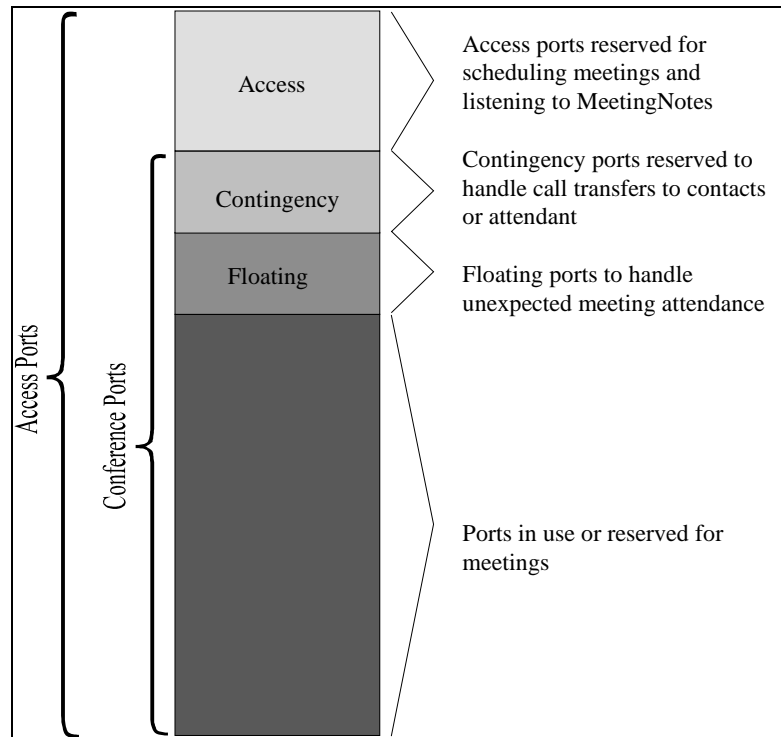 Access Ports
Conference Ports
Access
Contingency
Floating
Access ports reserved for
scheduling meetings and
listening to MeetingNotes
Contingency ports reserved to
handle call transfers to contacts
or attendant
Floating ports to handle
unexpected meeting attendance
Ports in use or reserved for
meetings